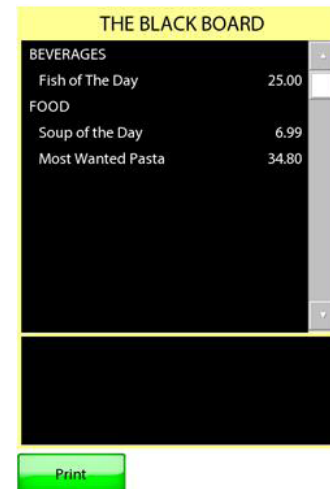 THE BLACK BOARD
BEVERAGES
Fish of The Day 25.00
FOOD
Soup of the Day 6.99
Most Wanted Pasta 34.80
Print